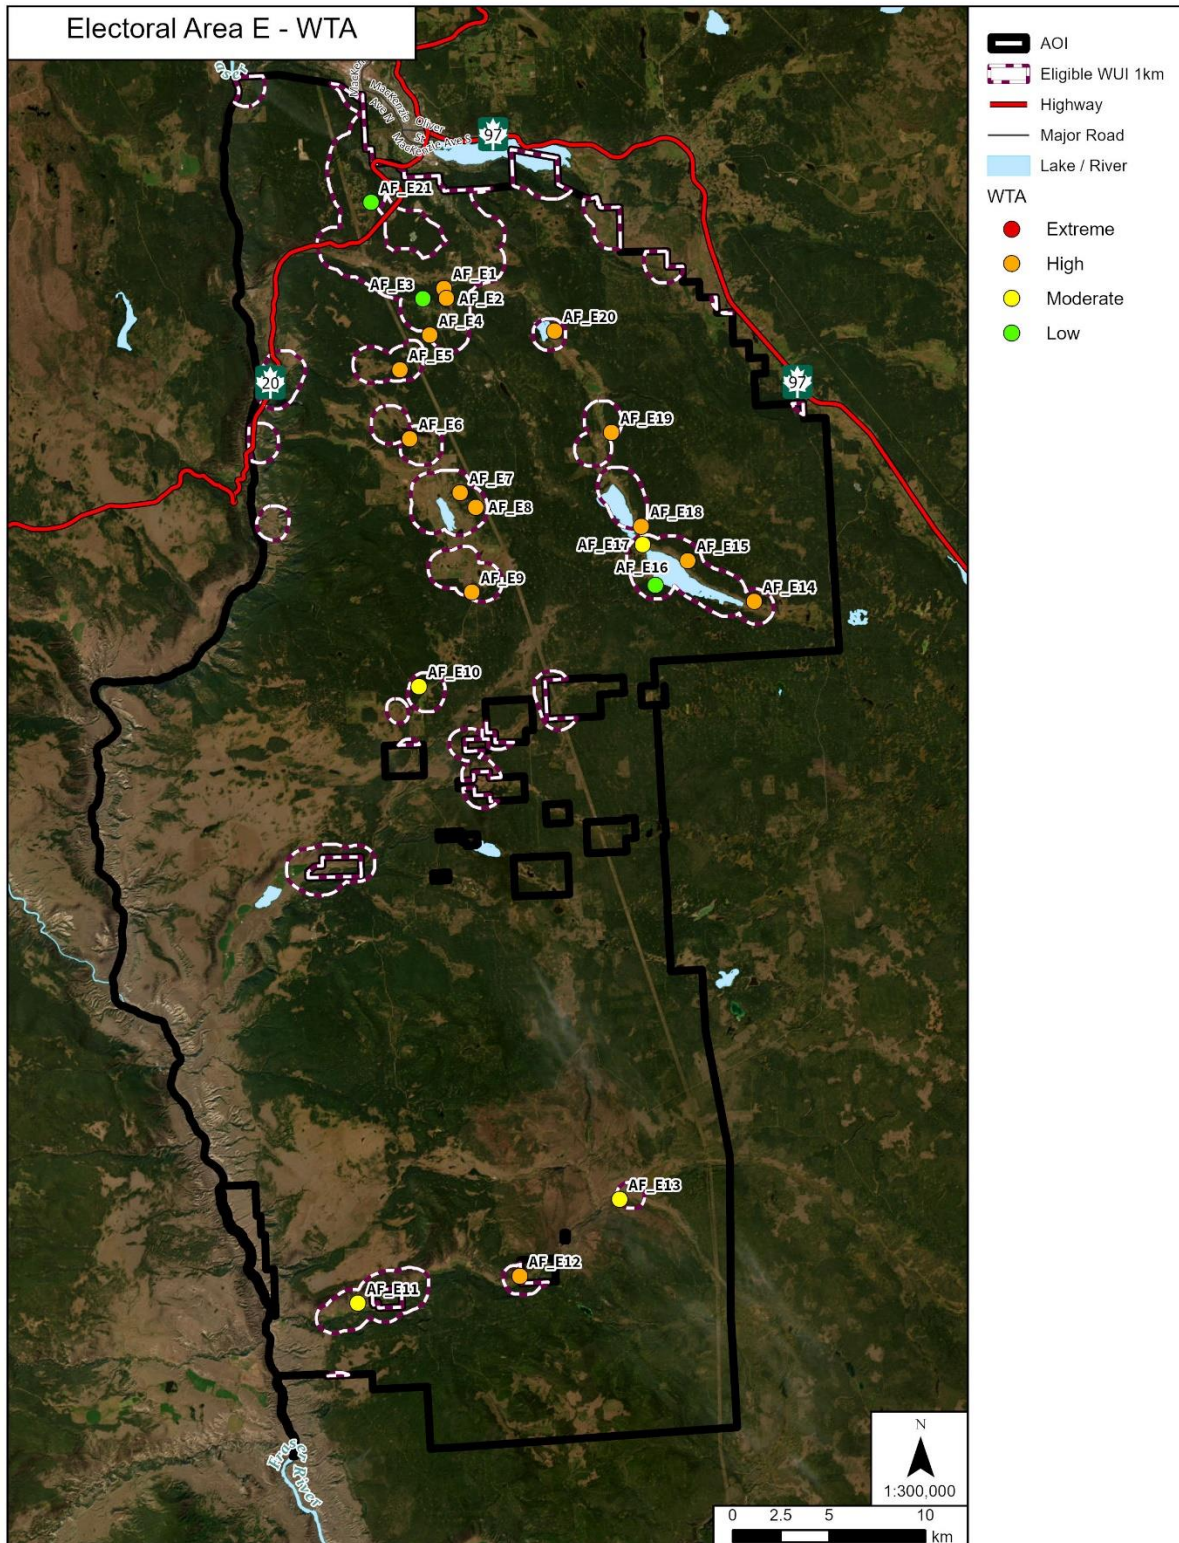 Electoral Area E - WTA
AOI
Eligible WUI 1km
Highway
Major Road
Lake / River
WTA
Extreme
High
Moderate
Low
Mackenzie
Ave N
Oliver
St
Mackenzie Ave S
97
AF_E21
AF_E1
AF_E3
AF_E2
AF_E4
AF_E20
AF_E5
20
97
AF_E6
AF_E19
AF_E7
AF_E8
AF_E18
AF_E17
AF_E15
AF_E16
AF_E9
AF_E14
AF_E10
AF_E13
AF_E12
AF_E11
Fraser River
N
1:300,000
0 2.5 5 10
km